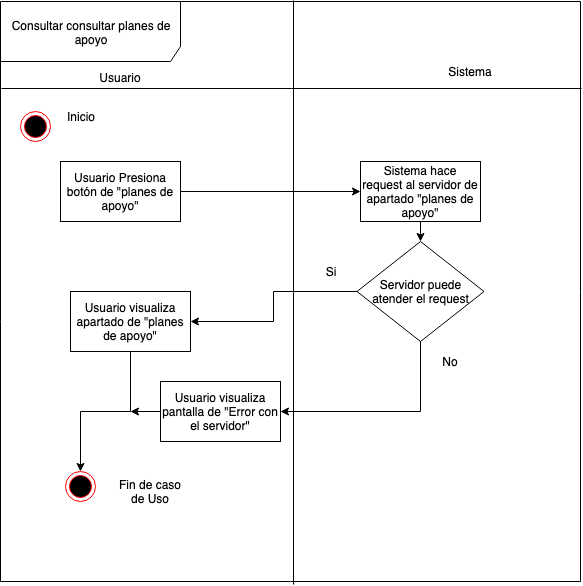 Consultar consultar planes de
apoyo
Usuario
Sistema
Inicio
Usuario Presiona
botón de "planes de
apoyo"
Sistema hace
request al servidor de
apartado "planes de
apoyo"
Si
Servidor puede
atender el request
Usuario visualiza
apartado de "planes
de apoyo"
No
Usuario visualiza
pantalla de "Error con
el servidor"
Fin de caso
de Uso